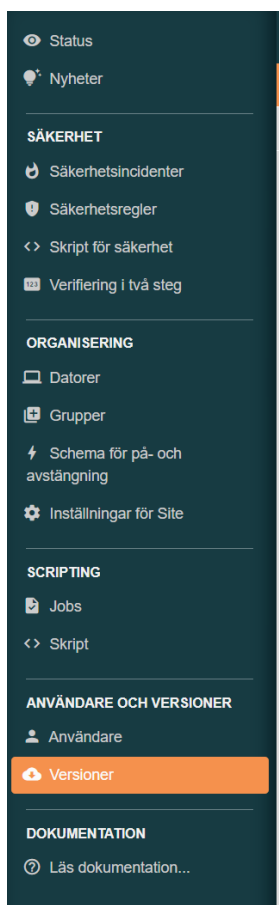 Status
Nyheter
SÄKERHET
Säkerhetsincidenter
Säkerhetsregler
Skript för säkerhet
123 Verifiering i två steg
ORGANISERING
Datorer
Grupper
Schema för på- och
avstängning
Inställningar för Site
SCRIPTING
Jobs
Skript
ANVÄNDARE OCH VERSIONER
Användare
Versioner
DOKUMENTATION
Läs dokumentation...